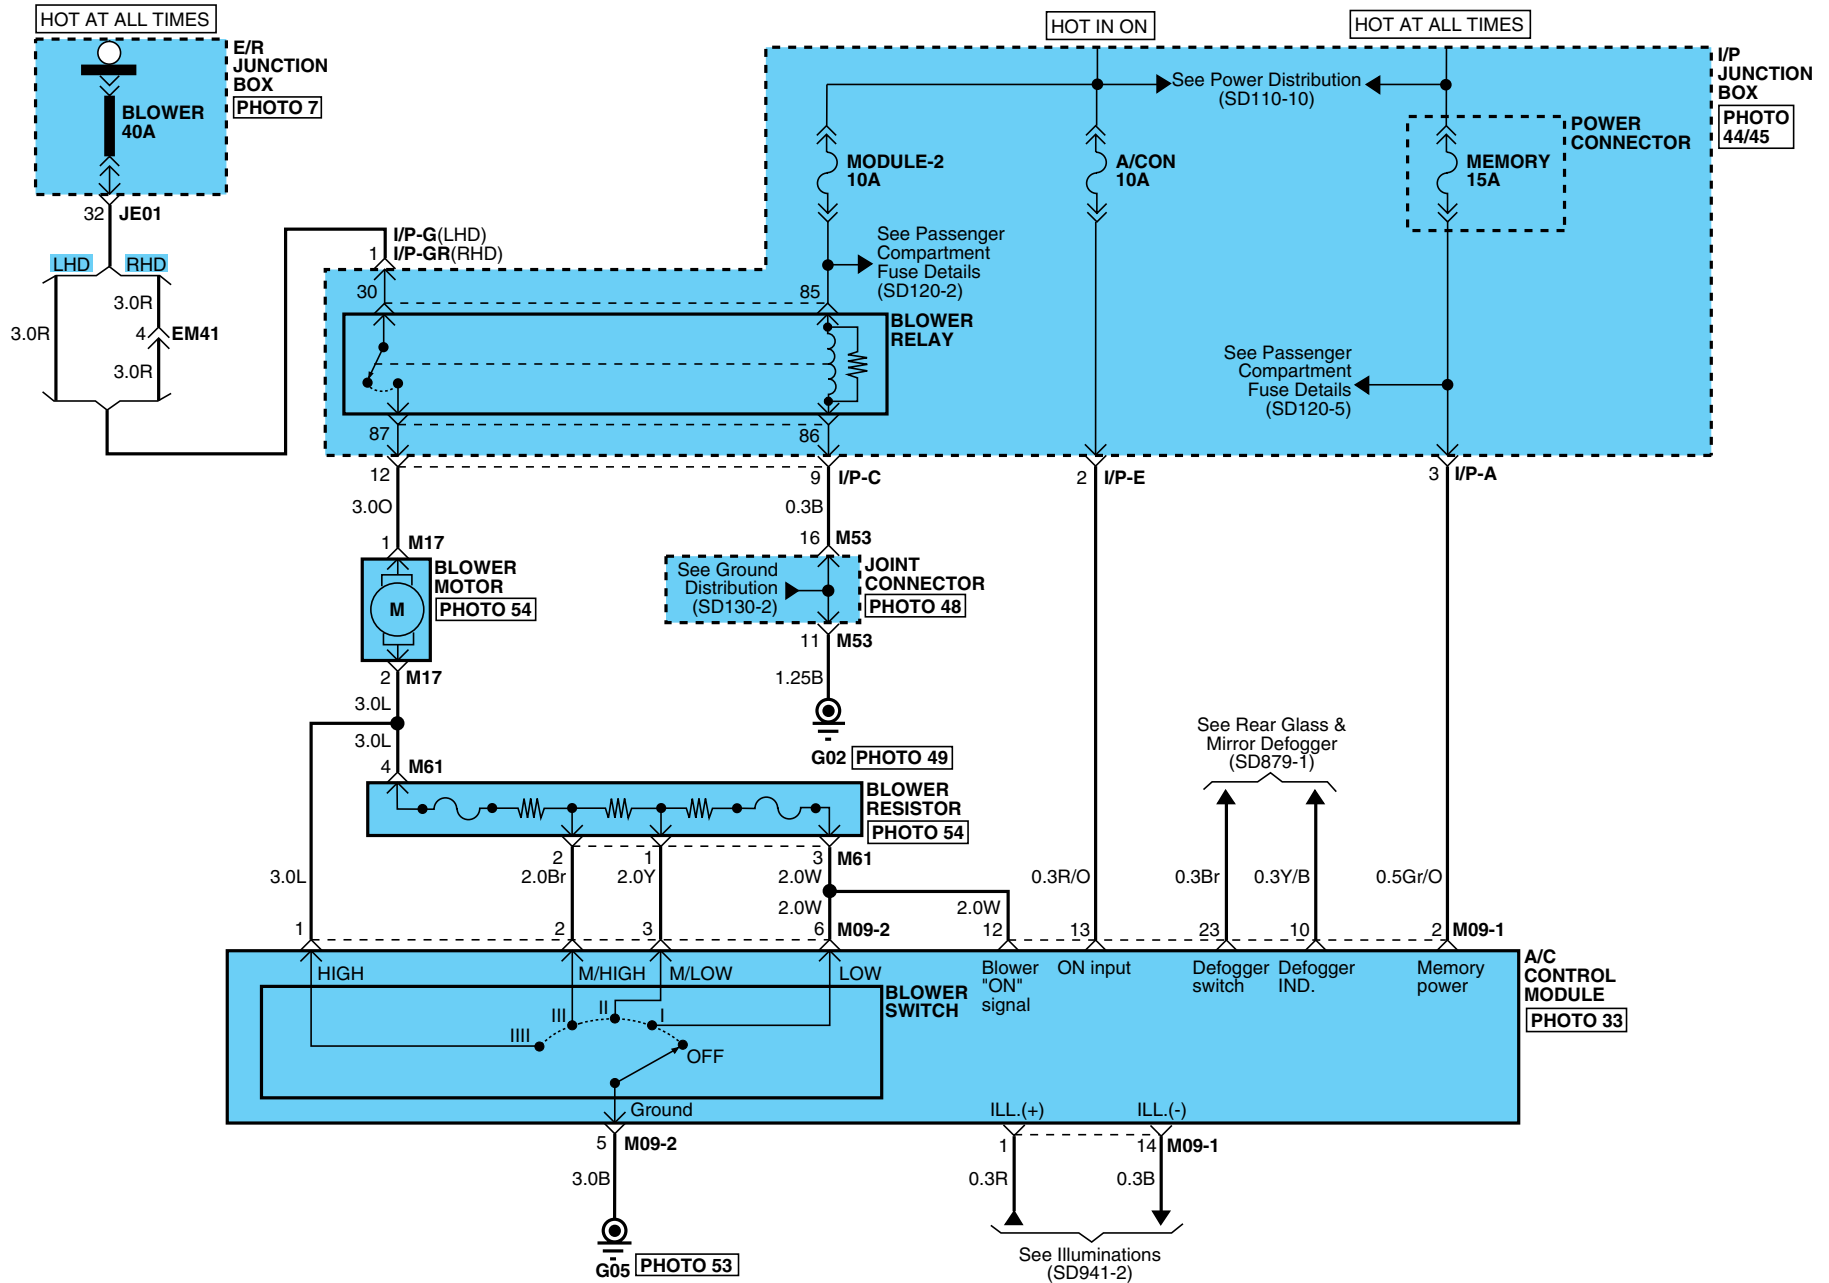 HOT AT ALL TIMES
HOT IN ON
HOT AT ALL TIMES
E/R
JUNCTION
BOX
PHOTO 7
BLOWER
40A
I/P
JUNCTION
BOX
PHOTO
44/45
See Power Distribution
(SD110-10)
POWER
CONNECTOR
MODULE-2
10A
A/CON
10A
MEMORY
15A
32 JE01
LHD RHD
3.0R
3.0R
4 EM41
3.0R
I/P-G(LHD)
1 I/P-GR(RHD)
See Passenger
Compartment
Fuse Details
(SD120-2)
30
85
BLOWER
RELAY
See Passenger
Compartment
Fuse Details
(SD120-5)
87
86
12
9 I/P-C
2 I/P-E
3 I/P-A
3.0O
0.3B
1 M17
16 M53
BLOWER
MOTOR
PHOTO 54
M
See Ground
Distribution
(SD130-2)
JOINT
CONNECTOR
PHOTO 48
11 M53
2 M17
1.25B
3.0L
3.0L
G02 PHOTO 49
See Rear Glass &
Mirror Defogger
(SD879-1)
4 M61
BLOWER
RESISTOR
PHOTO 54
2
1
3 M61
3.0L
2.0Br
2.0Y
2.0W
0.3R/O
0.3Br
0.3Y/B
0.5Gr/O
2.0W
2.0W
1
2
3
6 M09-2
12
13
23
10
2 M09-1
HIGH
M/HIGH
M/LOW
LOW
Blower
"ON"
signal
ON input
Defogger
switch
Defogger
IND.
Memory
power
A/C
CONTROL
MODULE
PHOTO 33
BLOWER
SWITCH
IIII
III
II
I
OFF
Ground
ILL.(+)
ILL.(-)
5 M09-2
1
14 M09-1
3.0B
0.3R
0.3B
G05 PHOTO 53
See Illuminations
(SD941-2)